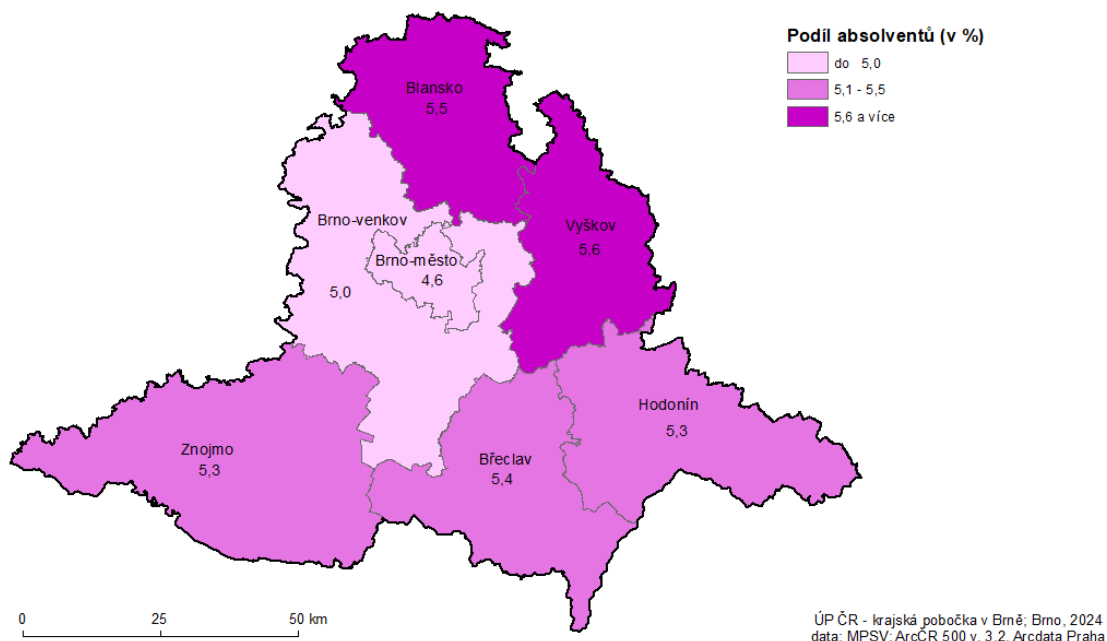 Podíl absolventů (v %)
do 5,0
5,1 - 5,5
5,6 a více
Blansko
5,5
Vyškov
5,6
Brno-venkov
5,0
Brno-město
4,6
Hodonín
5,3
Znojmo
5,3
Břeclav
5,4
0 25 50 km
ÚP ČR - krajská pobočka v Brně; Brno, 2024
data: MPSV; ArcČR 500 v. 3.2, Arcdata Praha